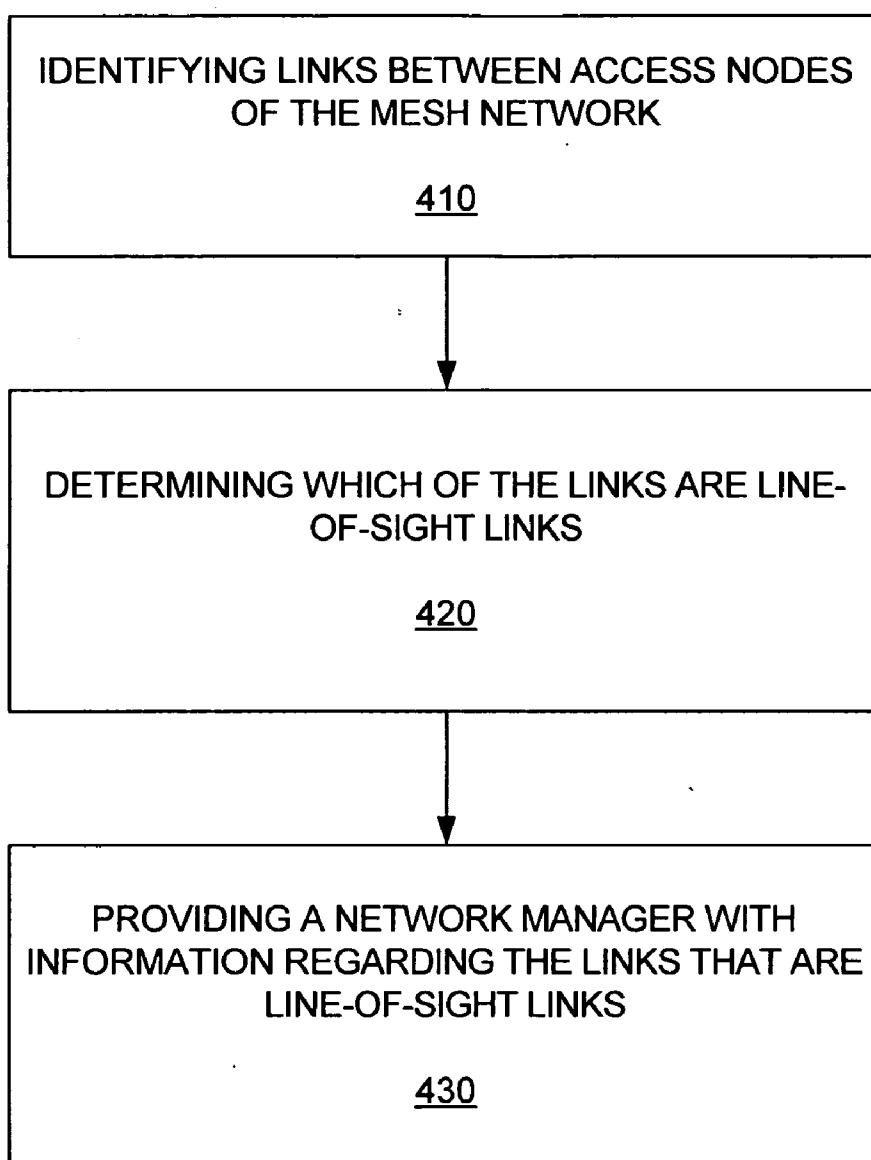 IDENTIFYING LINKS BETWEEN ACCESS NODES
OF THE MESH NETWORK
410
DETERMINING WHICH OF THE LINKS ARE LINE-
OF-SIGHT LINKS
420
PROVIDING A NETWORK MANAGER WITH
INFORMATION REGARDING THE LINKS THAT ARE
LINE-OF-SIGHT LINKS
430